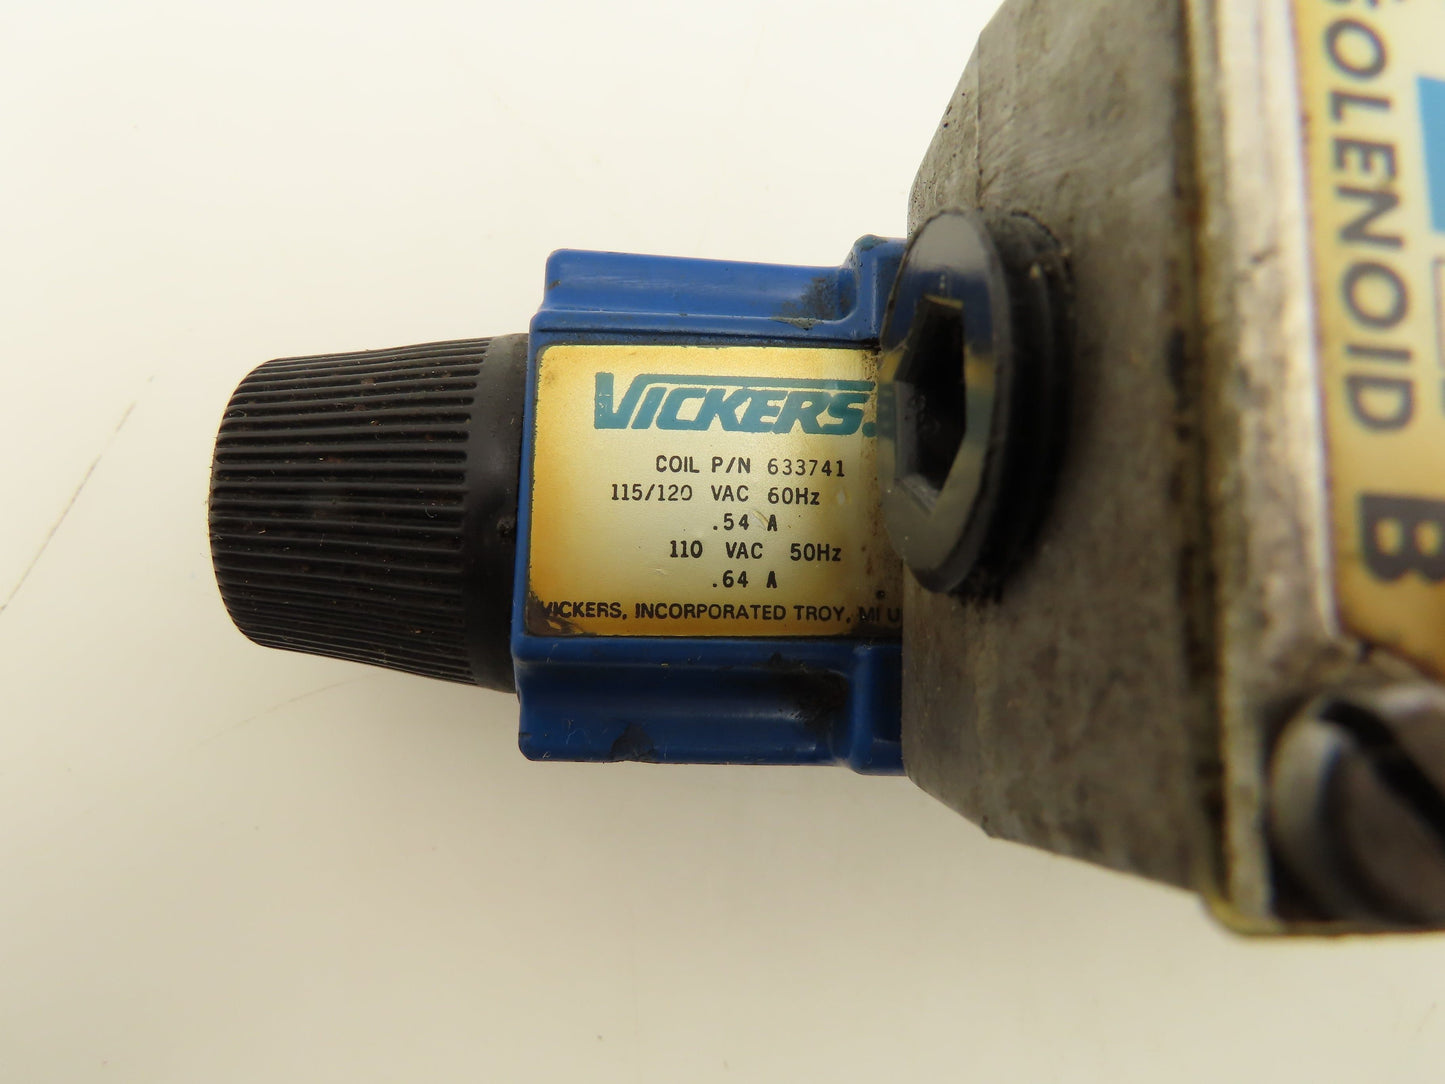 VICKERS.
COIL P/N 633741
115/120 VAC 60Hz
.54 A
110 VAC 50Hz
.64 A
VICKERS, INCORPORATED TROY, MI U
SOLENOID B